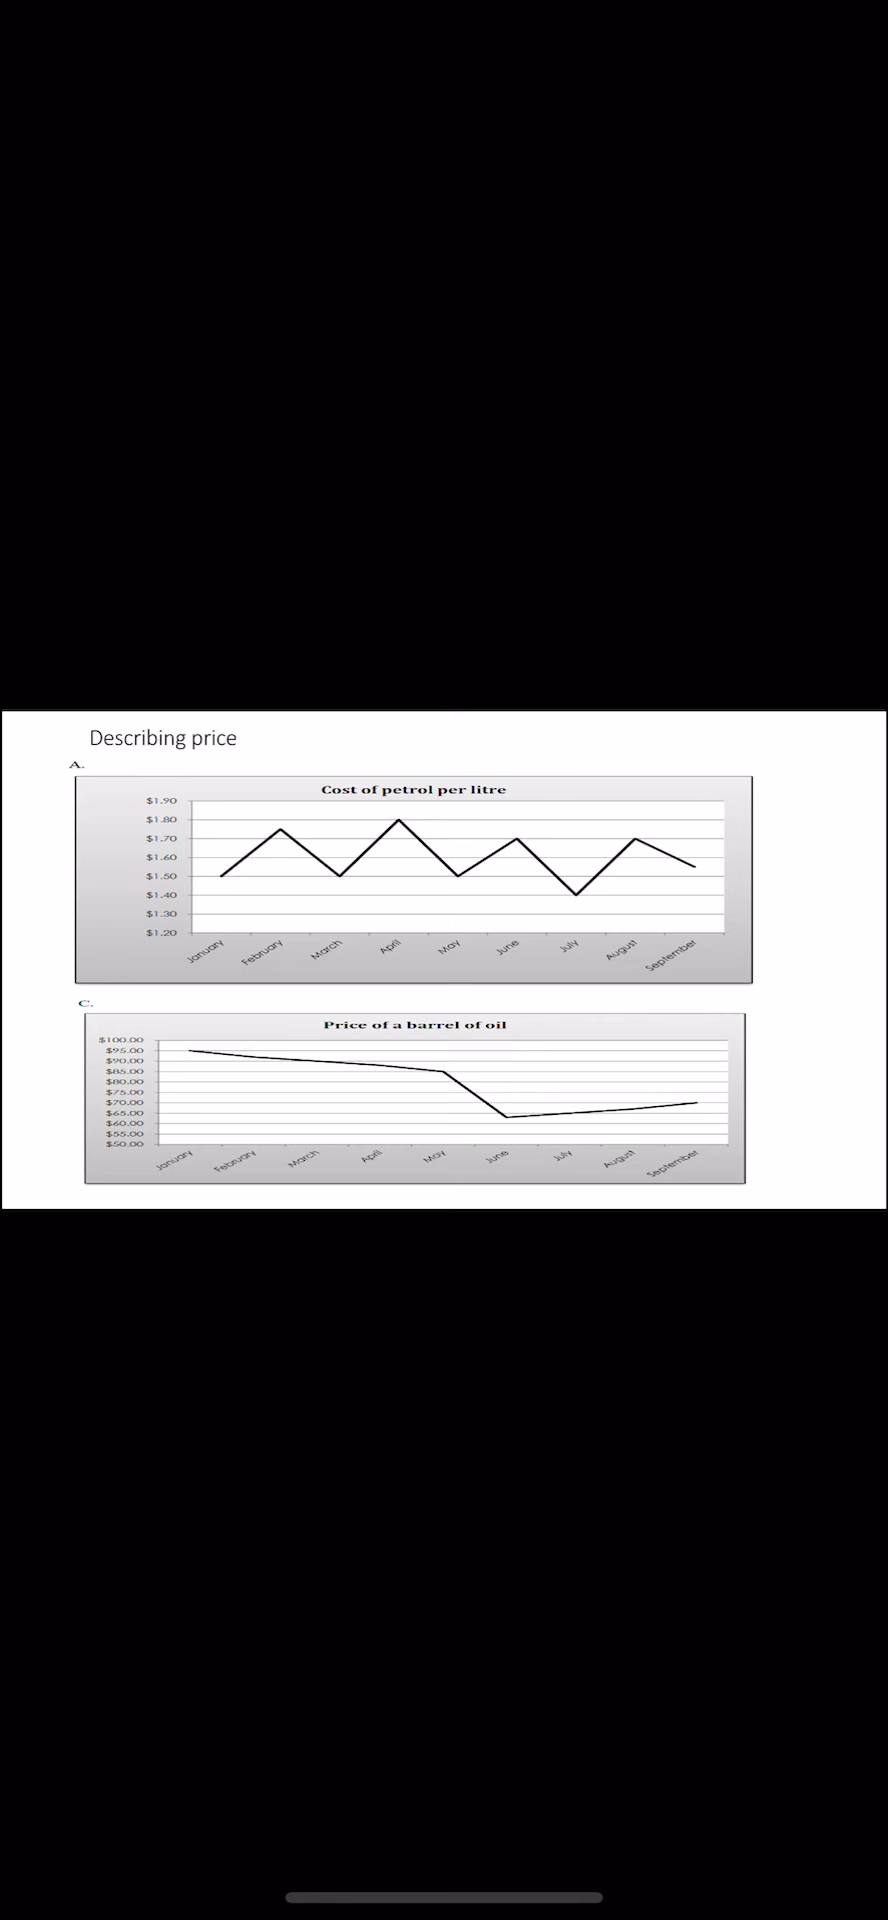 Describing price
A.
Cost of petrol per litre
$1.90
$1.80
$1.70
$1.60
$1.50
$1.40
$1.30
$1.20
January February March April May June July August September
C.
Price of a barrel of oil
$100.00
$95.00
$90.00
$85.00
$80.00
$75.00
$70.00
$65.00
$60.00
$55.00
$50.00
January February March April May June July August September